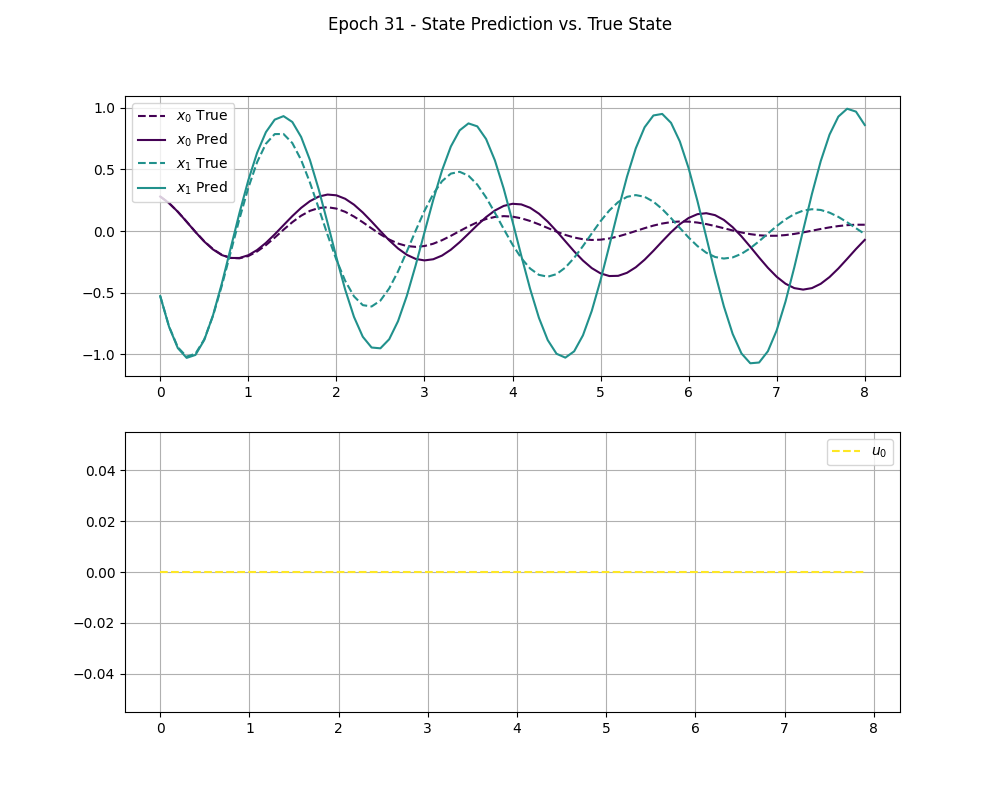 Epoch 31 - State Prediction vs. True State
1.0
0.5
0.0
−0.5
−1.0
x₀ True
x₀ Pred
x₁ True
x₁ Pred
0 1 2 3 4 5 6 7 8
0.04
0.02
0.00
−0.02
−0.04
u₀
0 1 2 3 4 5 6 7 8